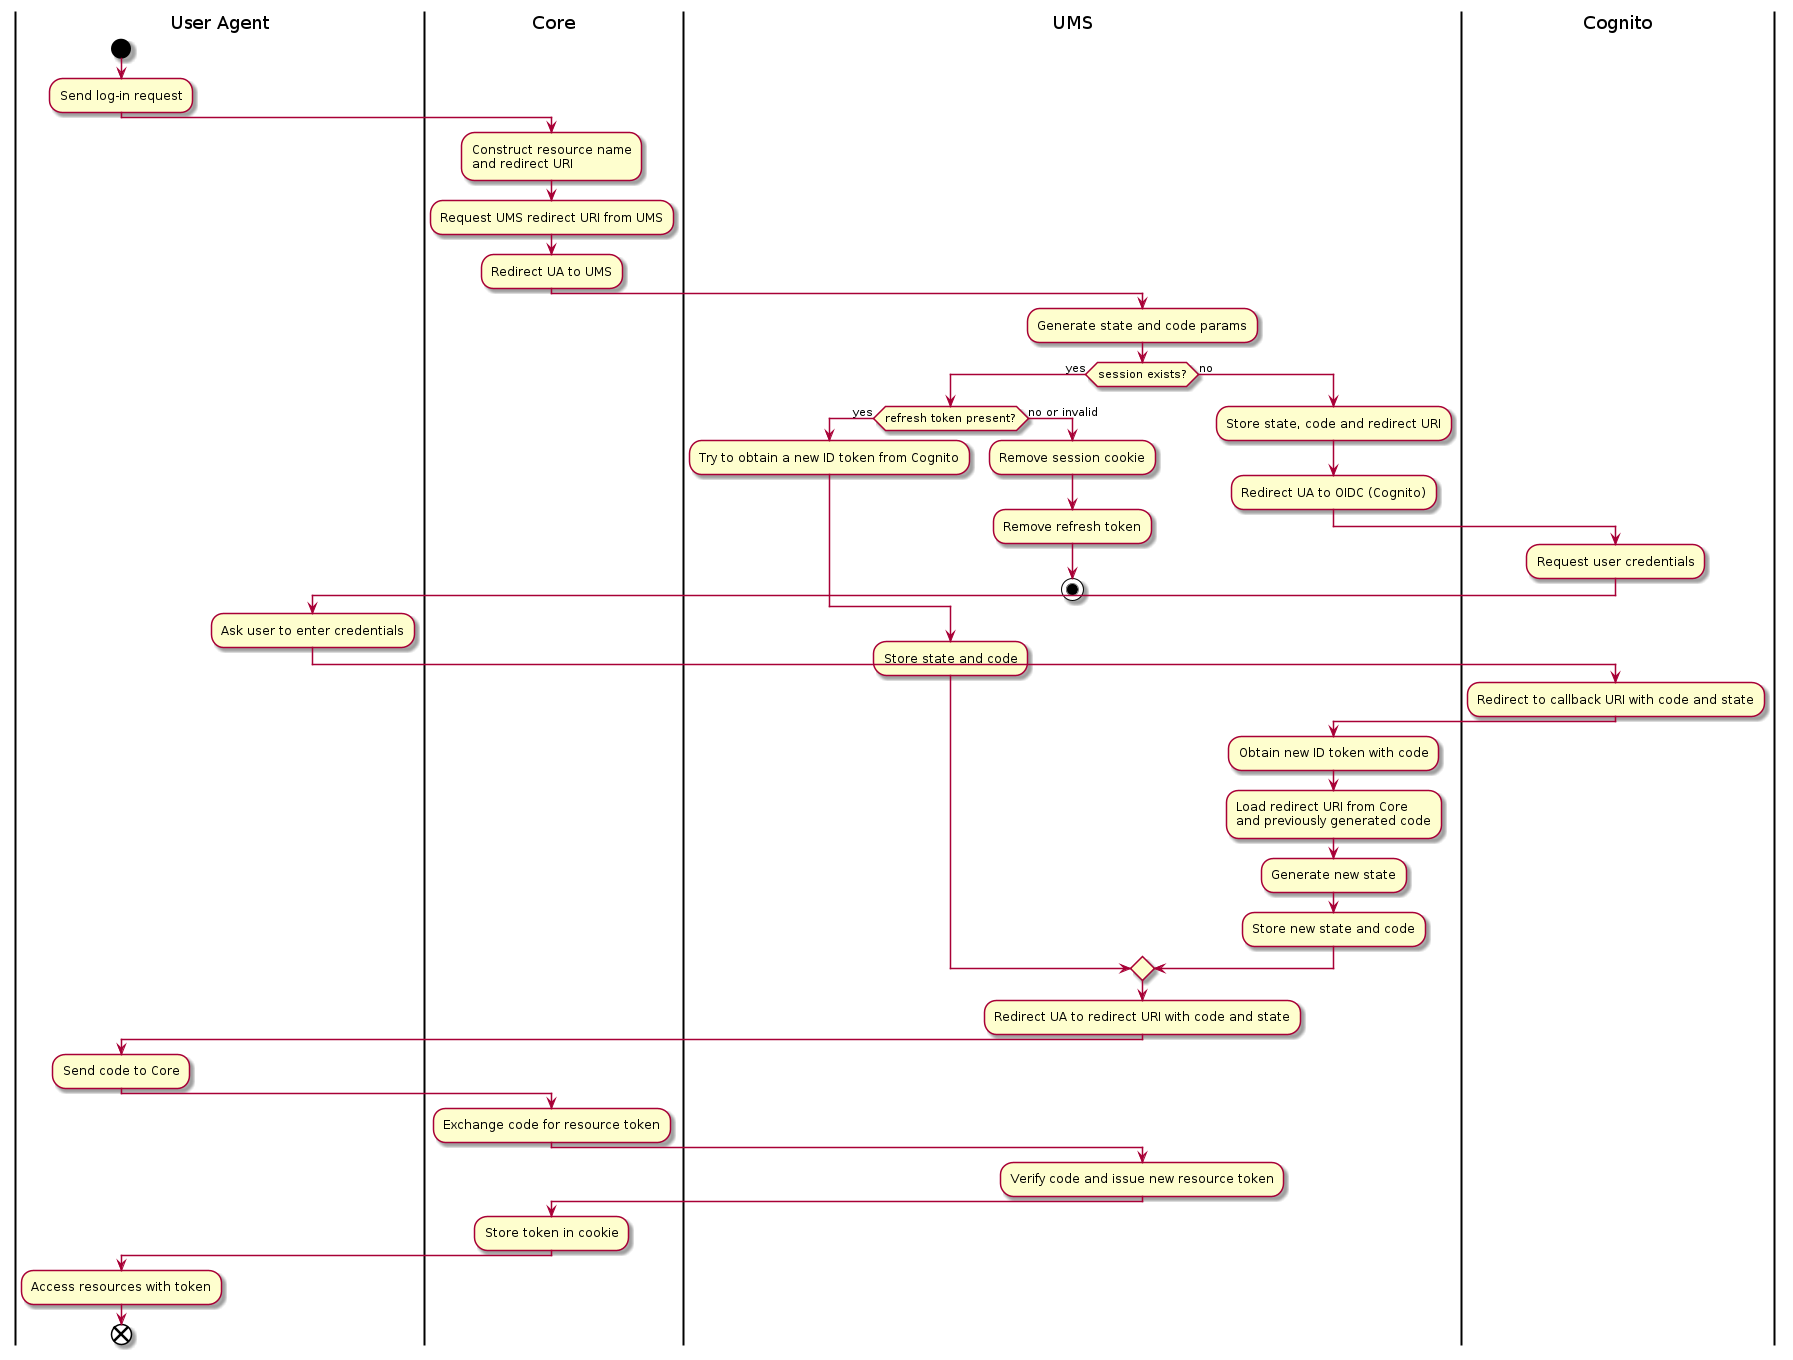 User Agent
Core
UMS
Cognito
Send log-in request
Construct resource name
and redirect URI
Request UMS redirect URI from UMS
Redirect UA to UMS
Generate state and code params
yes
session exists?
no
yes
refresh token present?
no or invalid
Store state, code and redirect URI
Try to obtain a new ID token from Cognito
Remove session cookie
Redirect UA to OIDC (Cognito)
Remove refresh token
Request user credentials
Ask user to enter credentials
Store state and code
Redirect to callback URI with code and state
Obtain new ID token with code
Load redirect URI from Core
and previously generated code
Generate new state
Store new state and code
Redirect UA to redirect URI with code and state
Send code to Core
Exchange code for resource token
Verify code and issue new resource token
Store token in cookie
Access resources with token